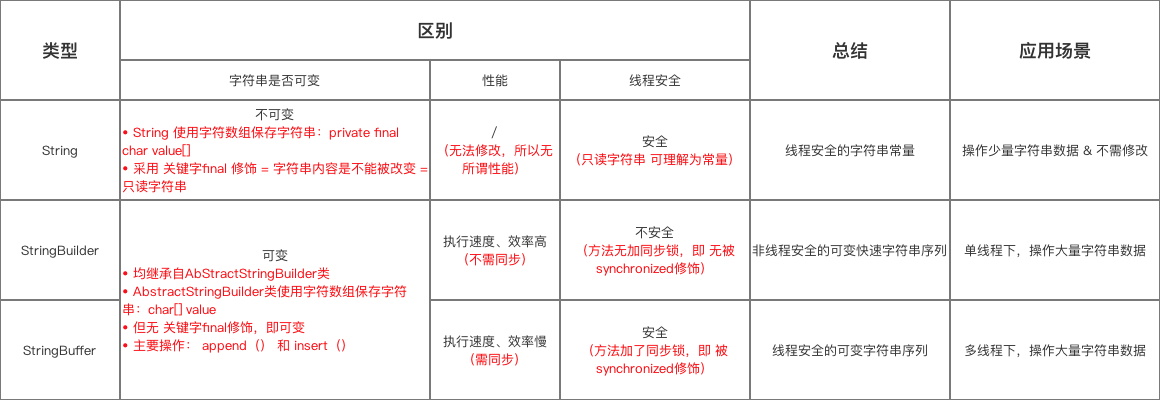 类型
区别
总结
应用场景
字符串是否可变
性能
线程安全
String
不可变
• String 使用字符数组保存字符串：private final
char value[]
• 采用 关键字final 修饰 = 字符串内容是不能被改变 =
只读字符串
/
（无法修改，所以无
所谓性能）
安全
（只读字符串 可理解为常量）
线程安全的字符串常量
操作少量字符串数据 & 不需修改
StringBuilder
可变
• 均继承自AbStractStringBuilder类
• AbstractStringBuilder类使用字符数组保存字符
串：char[] value
• 但无 关键字final修饰，即可变
• 主要操作： append（） 和 insert（）
执行速度、效率高
（不需同步）
不安全
（方法无加同步锁，即 无被
synchronized修饰）
非线程安全的可变快速字符串序列
单线程下，操作大量字符串数据
StringBuffer
执行速度、效率慢
（需同步）
安全
（方法加了同步锁，即 被
synchronized修饰）
线程安全的可变字符串序列
多线程下，操作大量字符串数据